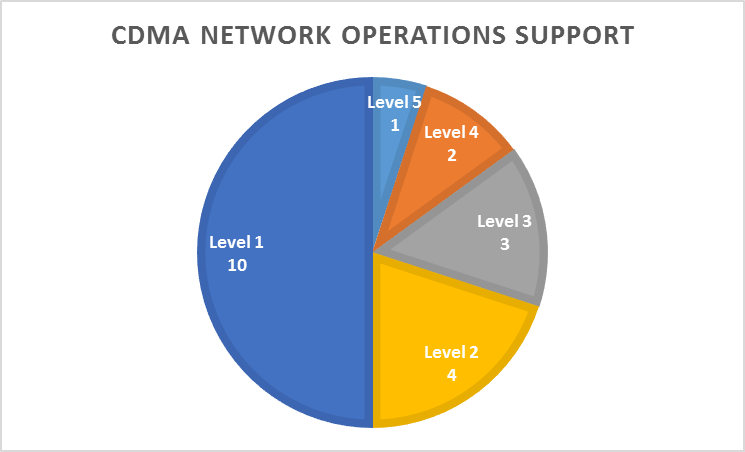 CDMA NETWORK OPERATIONS SUPPORT
Level 5
1
Level 4
2
Level 3
3
Level 2
4
Level 1
10